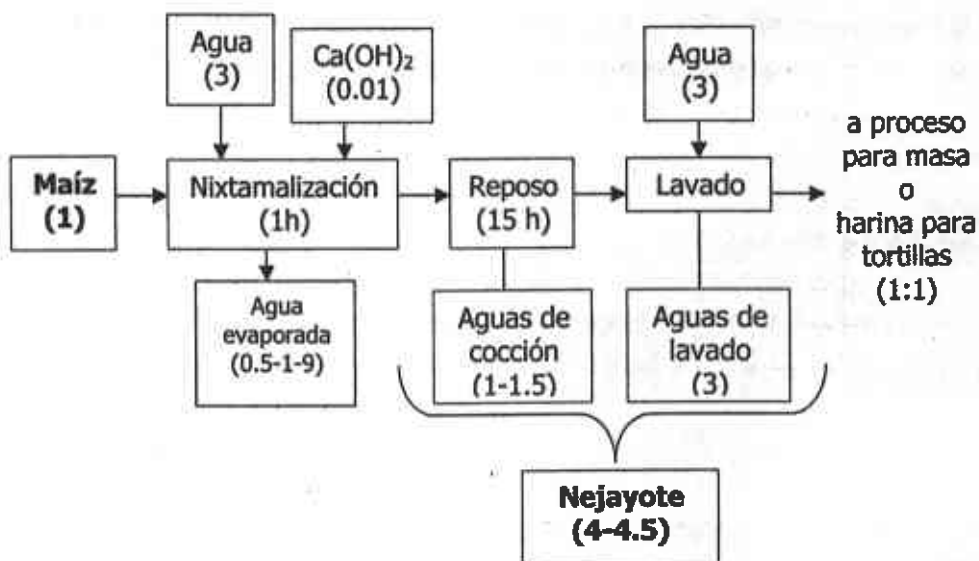 Agua
(3)
Ca(OH)₂
(0.01)
Agua
(3)
Maíz
(1)
Nixtamalización
(1h)
Reposo
(15 h)
Lavado
a proceso
para masa
o
harina para
tortillas
(1:1)
Agua
evaporada
(0.5-1-9)
Aguas de
cocción
(1-1.5)
Aguas de
lavado
(3)
Nejayote
(4-4.5)